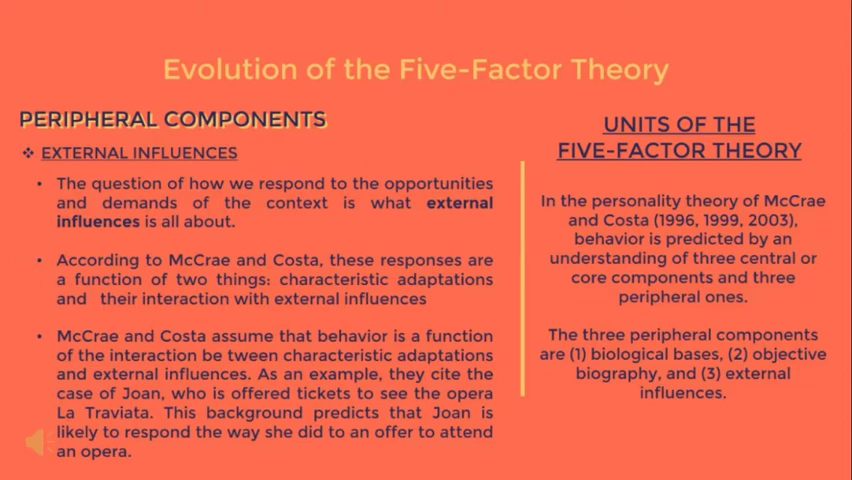 Evolution of the Five-Factor Theory
PERIPHERAL COMPONENTS
❖ EXTERNAL INFLUENCES
• The question of how we respond to the opportunities
and demands of the context is what external
influences is all about.
• According to McCrae and Costa, these responses are
a function of two things: characteristic adaptations
and their interaction with external influences
• McCrae and Costa assume that behavior is a function
of the interaction be tween characteristic adaptations
and external influences. As an example, they cite the
case of Joan, who is offered tickets to see the opera
La Traviata. This background predicts that Joan is
likely to respond the way she did to an offer to attend
an opera.
UNITS OF THE
FIVE-FACTOR THEORY
In the personality theory of McCrae
and Costa (1996, 1999, 2003),
behavior is predicted by an
understanding of three central or
core components and three
peripheral ones.
The three peripheral components
are (1) biological bases, (2) objective
biography, and (3) external
influences.